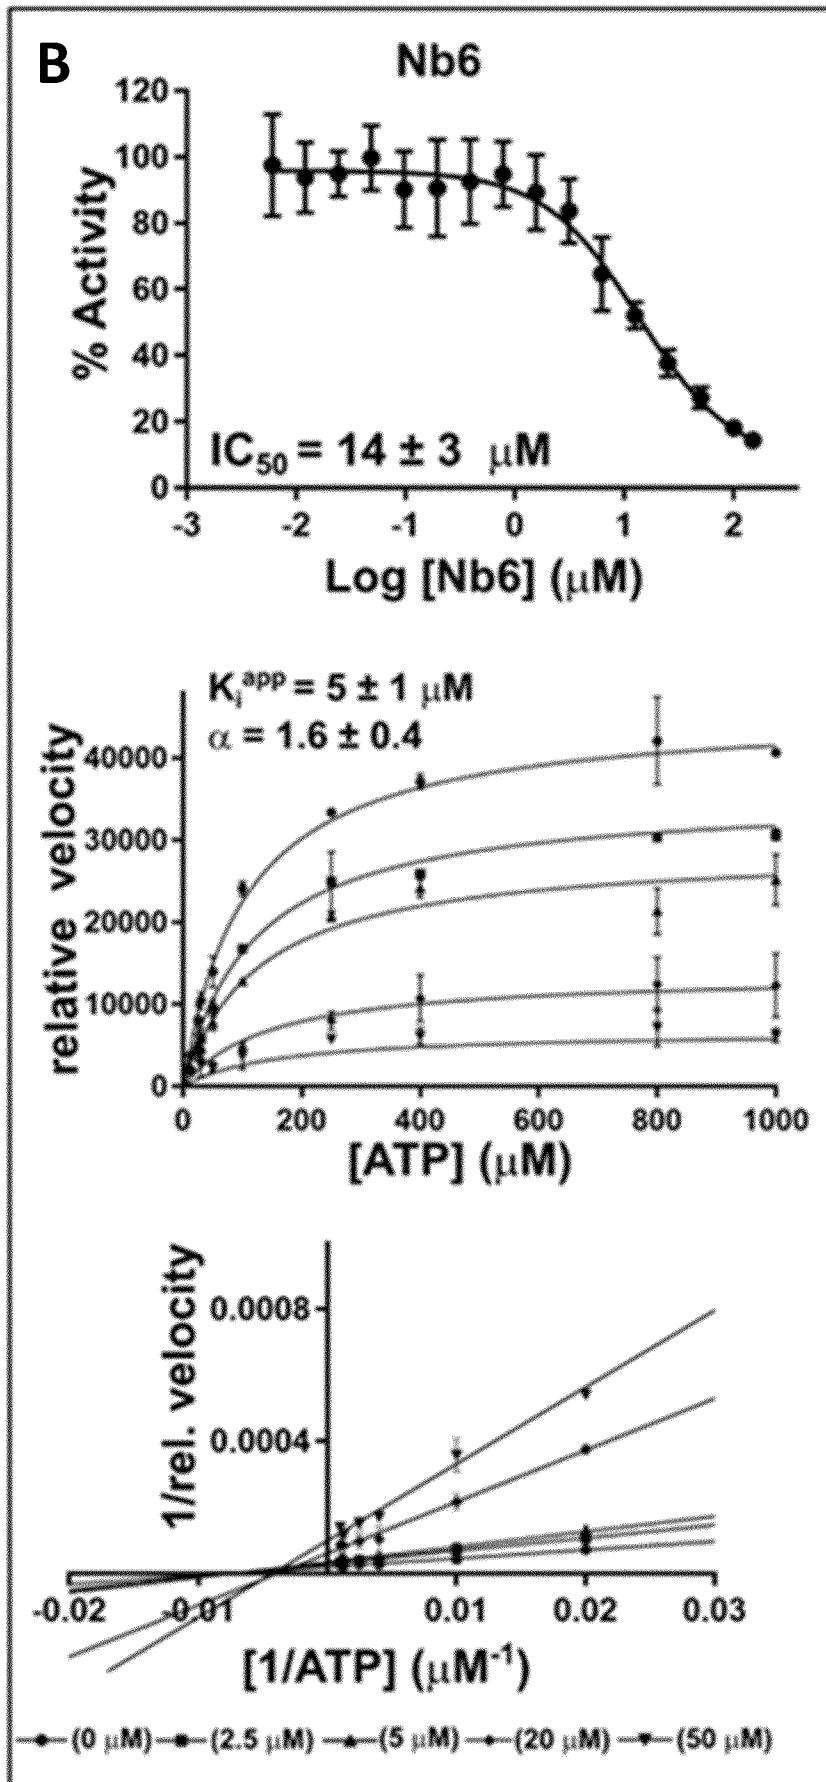 B
Nb6
120
100
80
60
40
20
0
% Activity
IC50 = 14 ± 3 μM
-3 -2 -1 0 1 2
Log [Nb6] (μM)
Kiapp = 5 ± 1 μM
α = 1.6 ± 0.4
40000
30000
20000
10000
0
relative velocity
0 200 400 600 800 1000
[ATP] (μM)
0.0008
0.0004
1/rel. velocity
-0.02 -0.01 0.01 0.02 0.03
[1/ATP] (μM-1)
(0 μM) (2.5 μM) (5 μM) (20 μM) (50 μM)